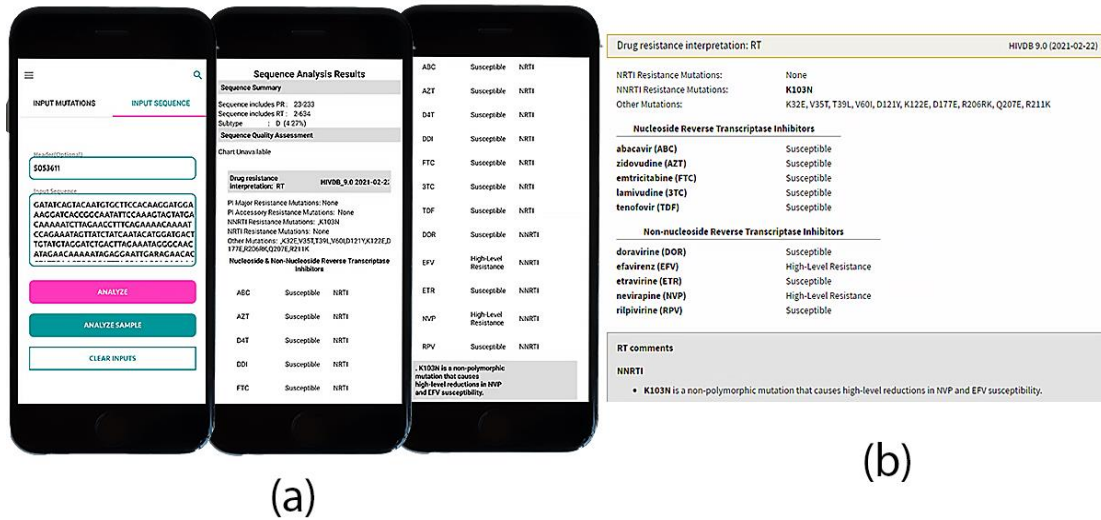 INPUT MUTATIONS
INPUT SEQUENCE
Header(Optional)
S053611
Input Sequence
GATATCAGTACAATGTGCTTCCACAAGGATGGA
AAGGATCACCGGCAATATTCCAAAGTAGTATGA
CAAAAATCTTAGAACCTTTCAGAAAACAAAAT
CCAGAAATAGTTATCTATCAATACATGGATGACT
TGTATGTAGGATCTGACTTAGAAATAGGGCAAC
ATAGAACAAAAATAGAGGAATTGARAGAACAC
ANALYZE
ANALYZE SAMPLE
CLEAR INPUTS
Sequence Analysis Results
Sequence Summary
Sequence includes PR: 23-233
Sequence includes RT: 2-634
Subtype : D (4.27%)
Sequence Quality Assessment
Chart Unavailable
Drug resistance
interpretation: RT
HIVDB_9.0 2021-02-2
PI Major Resistance Mutations: None
PI Accessory Resistance Mutations: None
NNRTI Resistance Mutations: ,K103N
NRTI Resistance Mutations: None
Other Mutations: ,K32E,V35T,T39L,V60I,D121Y,K122E,D
177E,R206RK,Q207E,R211K
Nucleoside & Non-Nucleoside Reverse Transcriptase
Inhibitors
ABC Susceptible NRTI
AZT Susceptible NRTI
D4T Susceptible NRTI
DDI Susceptible NRTI
FTC Susceptible NRTI
ABC Susceptible NRTI
AZT Susceptible NRTI
D4T Susceptible NRTI
DDI Susceptible NRTI
FTC Susceptible NRTI
3TC Susceptible NRTI
TDF Susceptible NRTI
DOR Susceptible NNRTI
EFV High-Level
Resistance NNRTI
ETR Susceptible NNRTI
NVP High-Level
Resistance NNRTI
RPV Susceptible NNRTI
. K103N is a non-polymorphic
mutation that causes
high-level reductions in NVP
and EFV susceptibility.
(a)
Drug resistance interpretation: RT
HIVDB 9.0 (2021-02-22)
NRTI Resistance Mutations: None
NNRTI Resistance Mutations: K103N
Other Mutations: K32E, V35T, T39L, V60I, D121Y, K122E, D177E, R206RK, Q207E, R211K
Nucleoside Reverse Transcriptase Inhibitors
abacavir (ABC) Susceptible
zidovudine (AZT) Susceptible
emtricitabine (FTC) Susceptible
lamivudine (3TC) Susceptible
tenofovir (TDF) Susceptible
Non-nucleoside Reverse Transcriptase Inhibitors
doravirine (DOR) Susceptible
efavirenz (EFV) High-Level Resistance
etravirine (ETR) Susceptible
nevirapine (NVP) High-Level Resistance
rilpivirine (RPV) Susceptible
RT comments
NNRTI
• K103N is a non-polymorphic mutation that causes high-level reductions in NVP and EFV susceptibility.
(b)